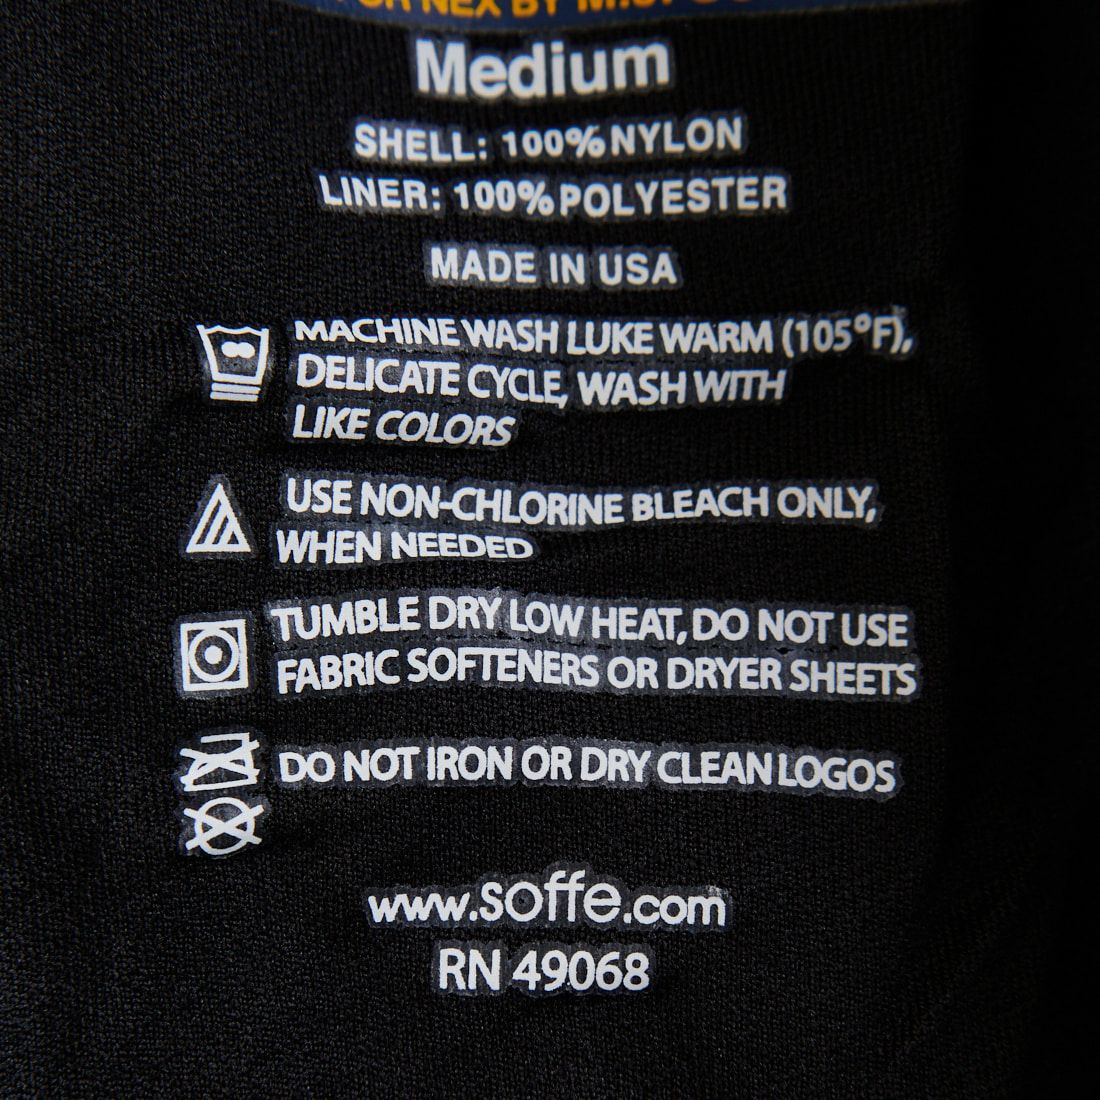 NEX BY
Medium
SHELL: 100% NYLON
LINER: 100% POLYESTER
MADE IN USA
MACHINE WASH LUKE WARM (105°F),
DELICATE CYCLE, WASH WITH
LIKE COLORS
USE NON-CHLORINE BLEACH ONLY,
WHEN NEEDED
TUMBLE DRY LOW HEAT, DO NOT USE
FABRIC SOFTENERS OR DRYER SHEETS
DO NOT IRON OR DRY CLEAN LOGOS
www.soffe.com
RN 49068